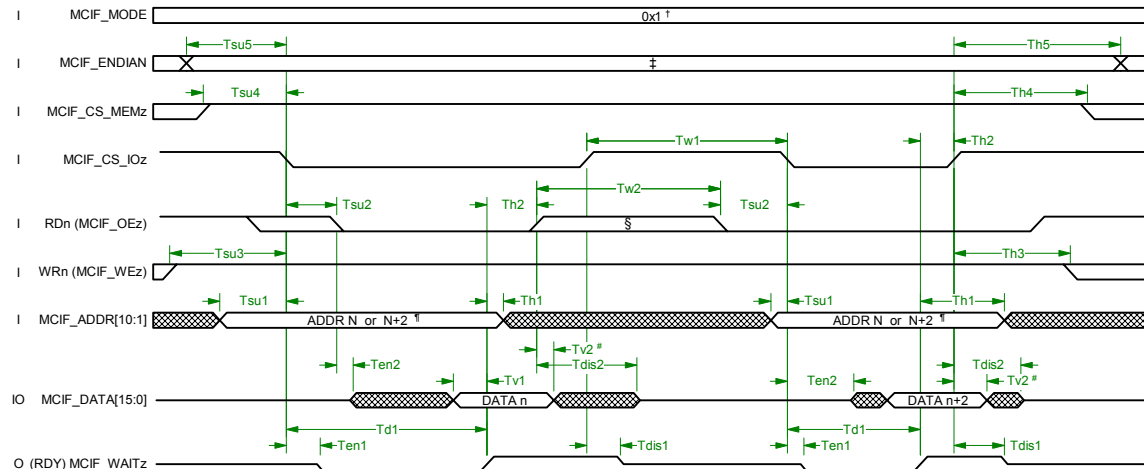 I MCIF_MODE 0x1 †
Tsu5 Th5
I MCIF_ENDIAN ‡
Tsu4 Th4
I MCIF_CS_MEMz
Tw1 Th2
I MCIF_CS_IOz
Tw2
Tsu2 Th2 Tsu2
I RDn (MCIF_OEz) §
Tsu3 Th3
I WRn (MCIF_WEz)
Tsu1 Th1 Tsu1 Th1
I MCIF_ADDR[10:1] ADDR N or N+2 ¶ ADDR N or N+2 ¶
Tv2 #
Ten2 Tdis2 Tdis2
Tv1 Ten2 Tv2 #
IO MCIF_DATA[15:0] DATA n DATA n+2
Td1 Td1
Ten1 Tdis1 Ten1 Tdis1
O (RDY) MCIF_WAITz